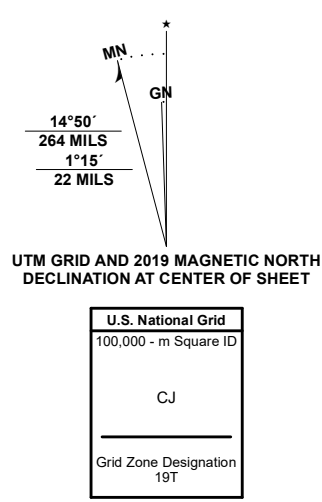 ★
MN
GN
14°50´
264 MILS
1°15´
22 MILS
UTM GRID AND 2019 MAGNETIC NORTH
DECLINATION AT CENTER OF SHEET
U.S. National Grid
100,000 - m Square ID
CJ
Grid Zone Designation
19T